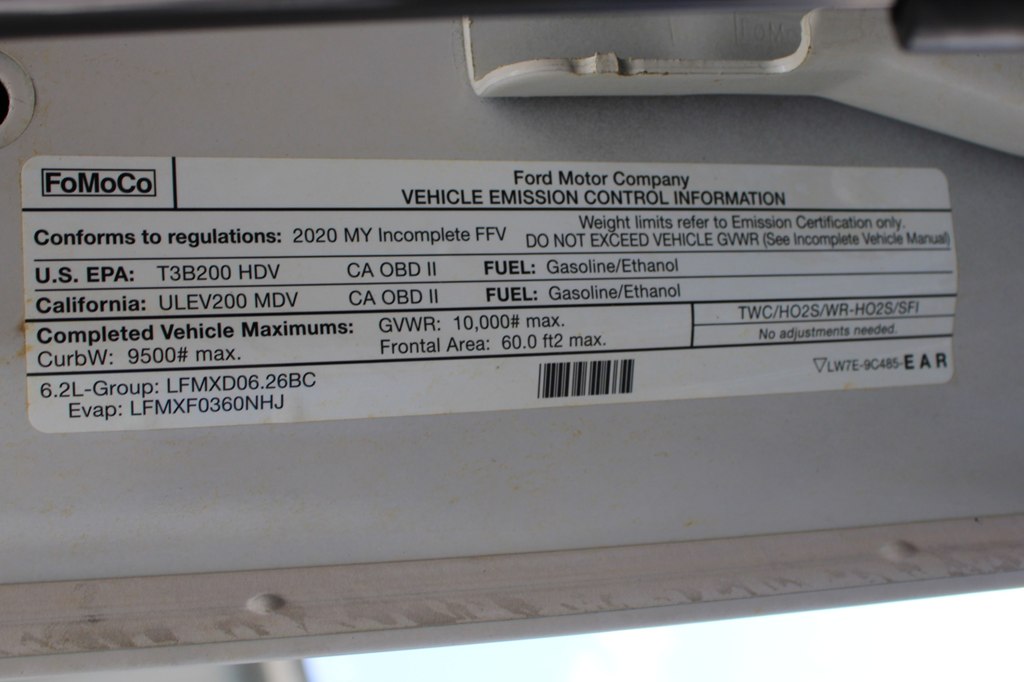 FoMoCo
Ford Motor Company
VEHICLE EMISSION CONTROL INFORMATION
Conforms to regulations: 2020 MY Incomplete FFV
Weight limits refer to Emission Certification only.
DO NOT EXCEED VEHICLE GVWR (See Incomplete Vehicle Manual)
U.S. EPA: T3B200 HDV CA OBD II FUEL: Gasoline/Ethanol
California: ULEV200 MDV CA OBD II FUEL: Gasoline/Ethanol
Completed Vehicle Maximums: GVWR: 10,000# max.
CurbW: 9500# max. Frontal Area: 60.0 ft2 max.
TWC/HO2S/WR-HO2S/SFI
No adjustments needed.
6.2L-Group: LFMXD06.26BC
Evap: LFMXF0360NHJ
▽LW7E-9C485-EAR